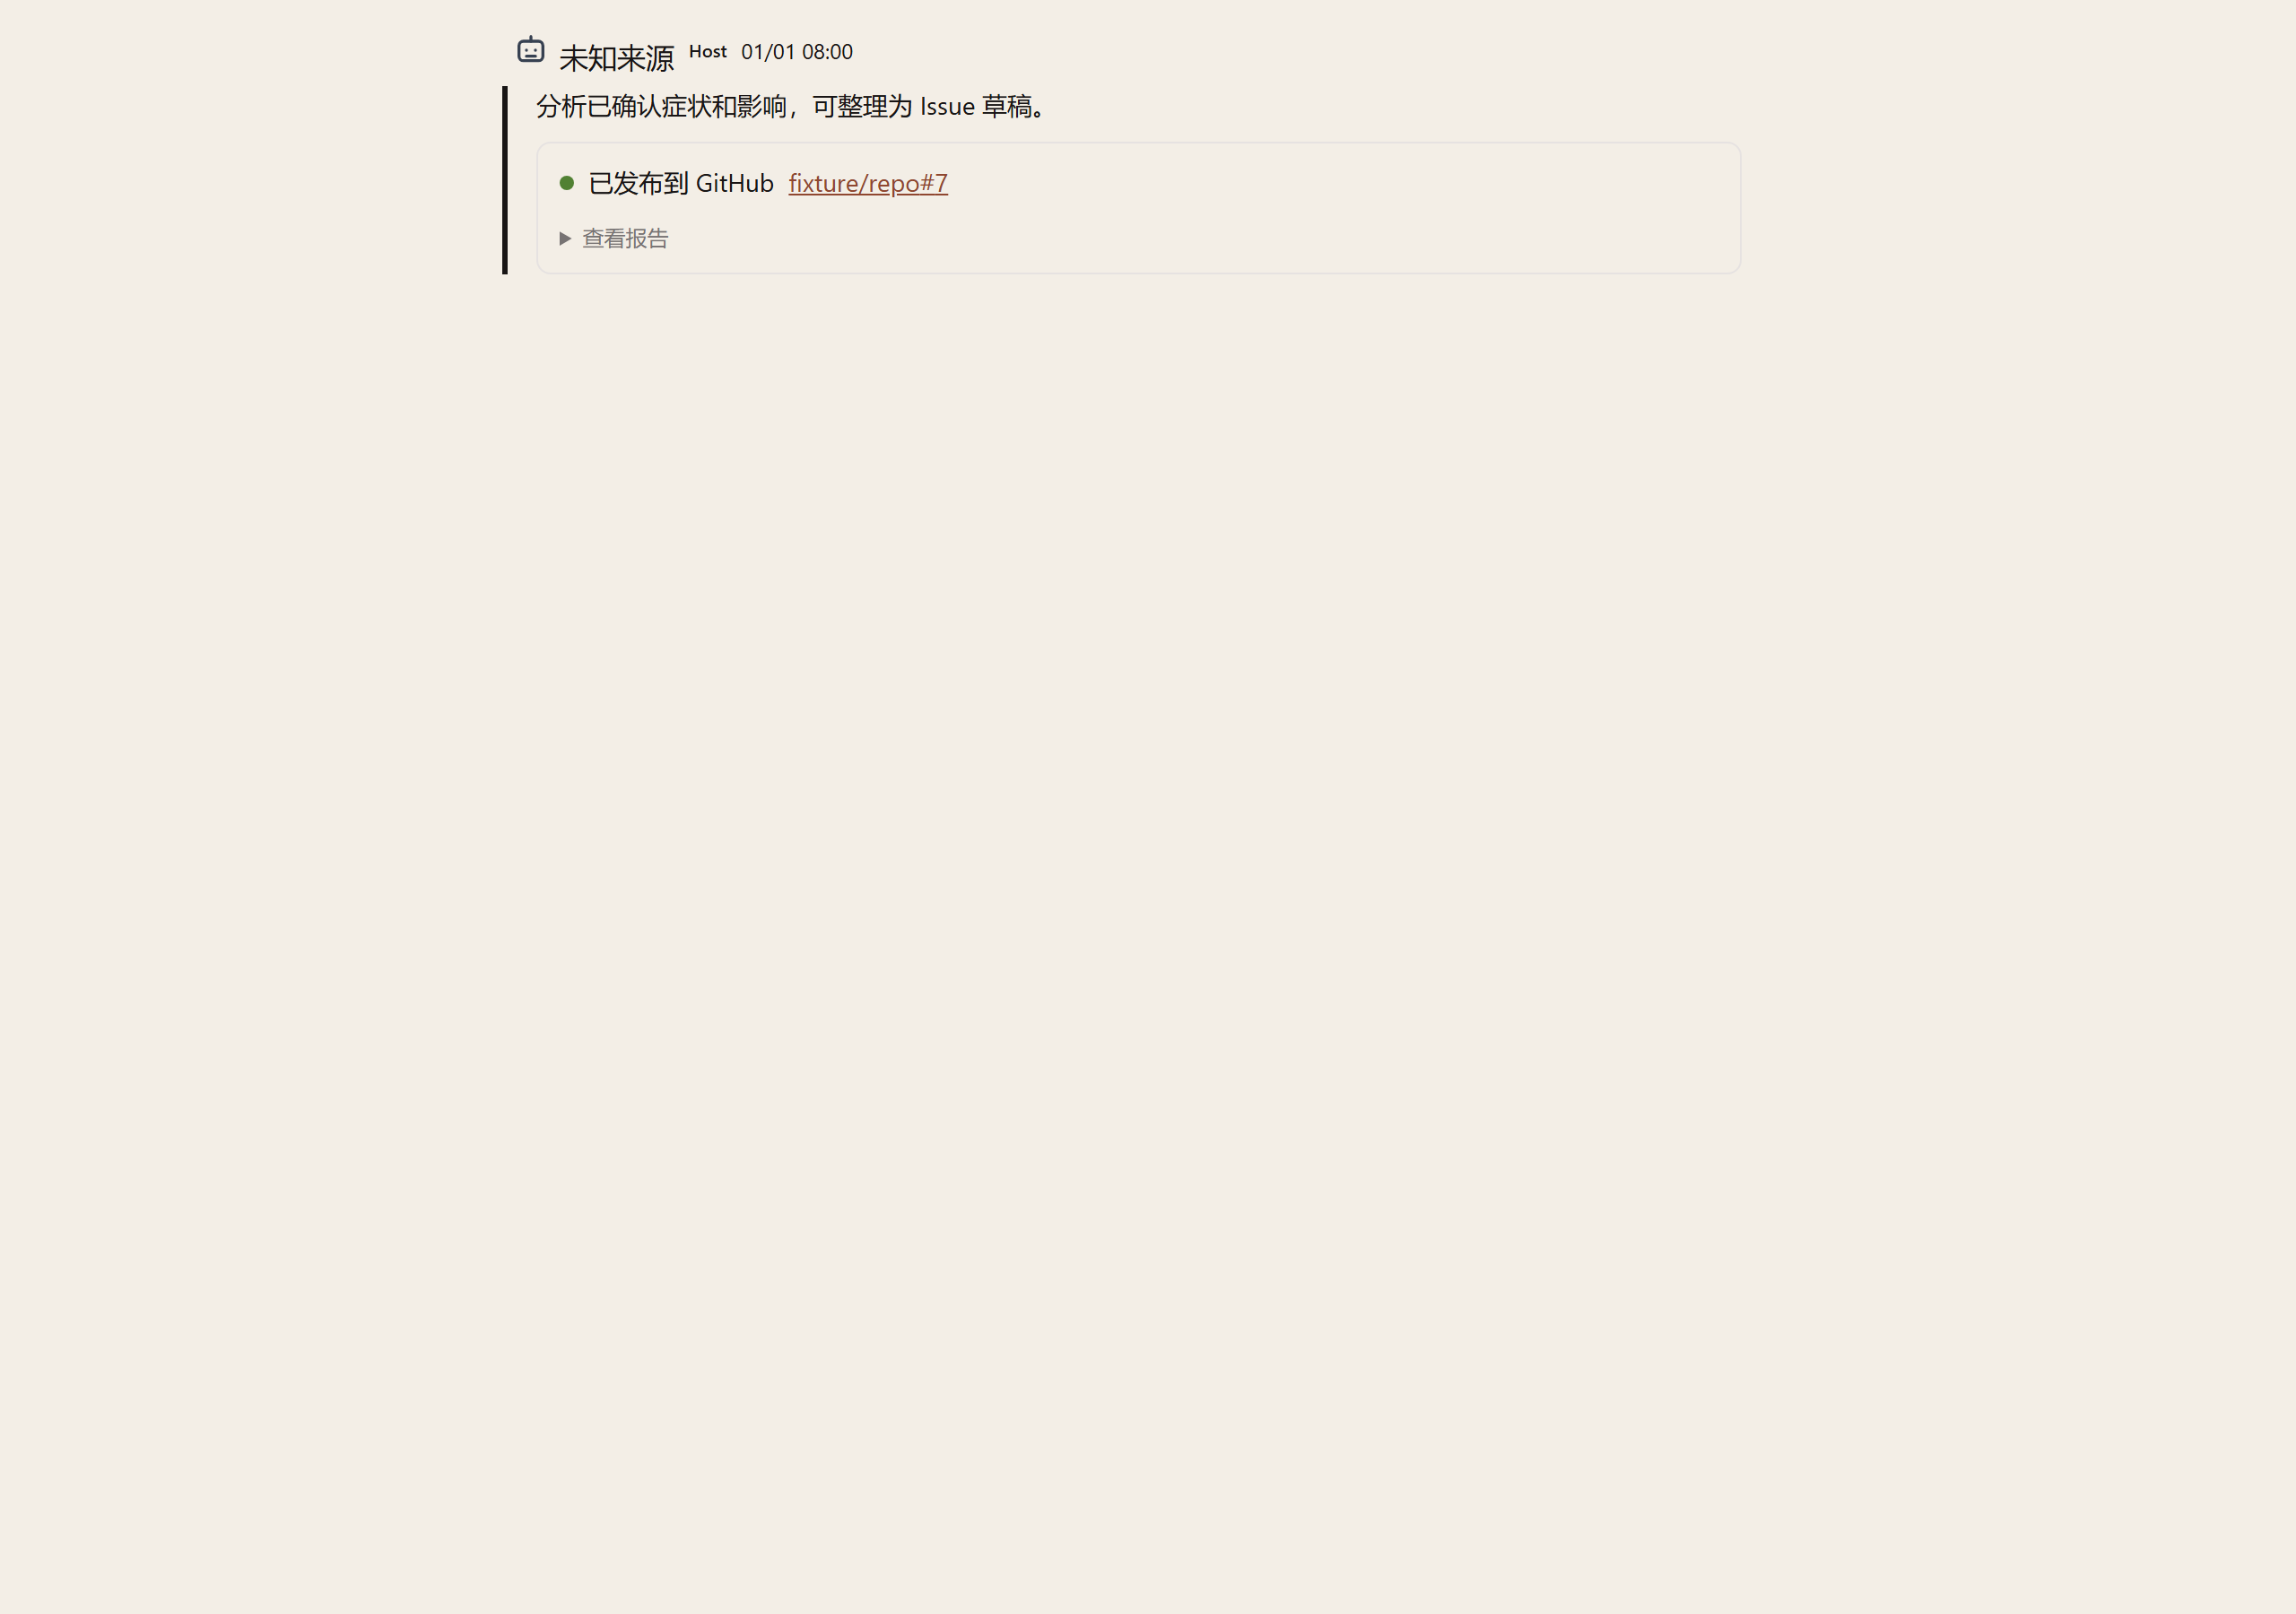 未知来源 Host 01/01 08:00
分析已确认症状和影响，可整理为 Issue 草稿。
已发布到 GitHub fixture/repo#7
查看报告